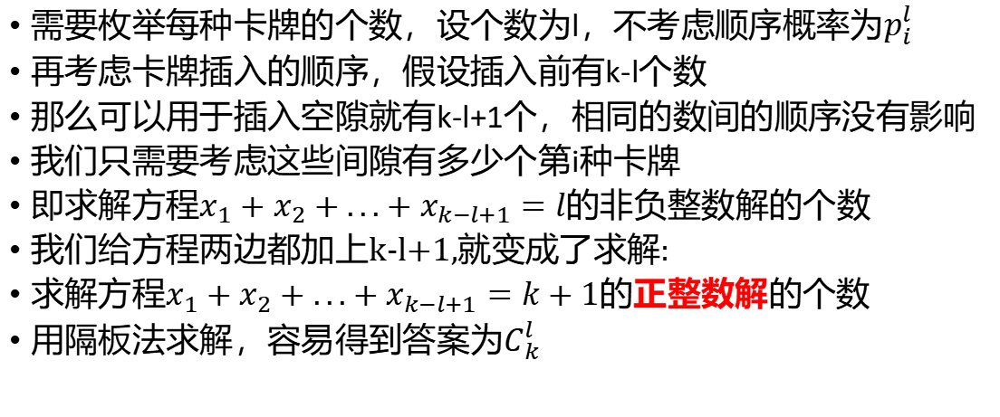 • 需要枚举每种卡牌的个数，设个数为l，不考虑顺序概率为$p_i^l$
• 再考虑卡牌插入的顺序，假设插入前有k-l个数
• 那么可以用于插入空隙就有k-l+1个，相同的数间的顺序没有影响
• 我们只需要考虑这些间隙有多少个第i种卡牌
• 即求解方程$x_1 + x_2 + \ldots + x_{k-l+1} = l$的非负整数解的个数
• 我们给方程两边都加上k-l+1,就变成了求解:
• 求解方程$x_1 + x_2 + \ldots + x_{k-l+1} = k + 1$的正整数解的个数
• 用隔板法求解，容易得到答案为$C_k^l$